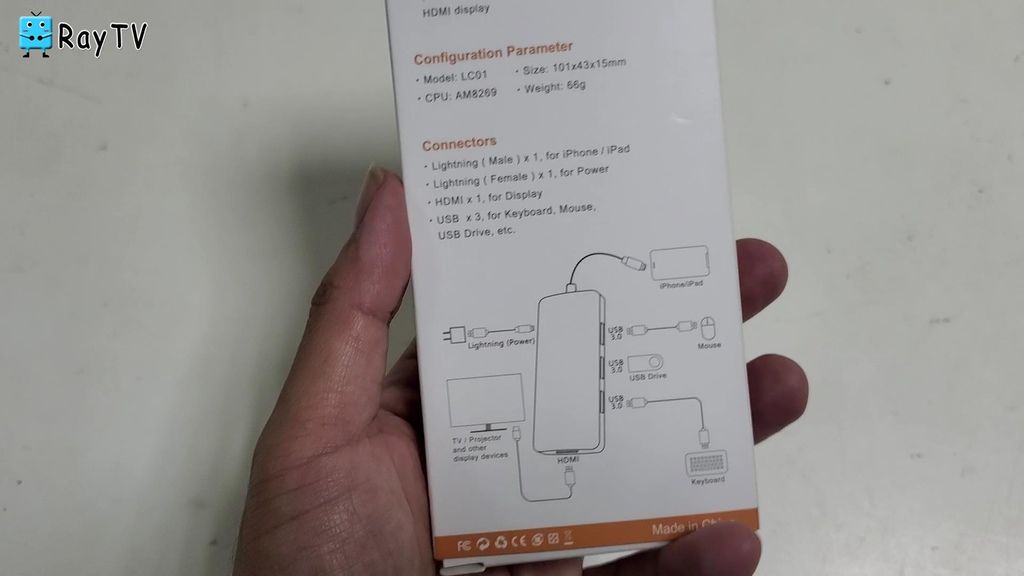 RayTV
HDMI display
Configuration Parameter
· Model: LC01
· Size: 101x43x15mm
· CPU: AM8269
· Weight: 66g
Connectors
· Lightning ( Male ) x 1, for iPhone / iPad
· Lightning ( Female ) x 1, for Power
· HDMI x 1, for Display
· USB x 3, for Keyboard, Mouse,
USB Drive, etc.
iPhone/iPad
Lightning (Power)
USB
3.0
Mouse
USB
3.0
USB Drive
USB
3.0
TV / Projector
and other
display devices
HDMI
Keyboard
FC CE
Made in